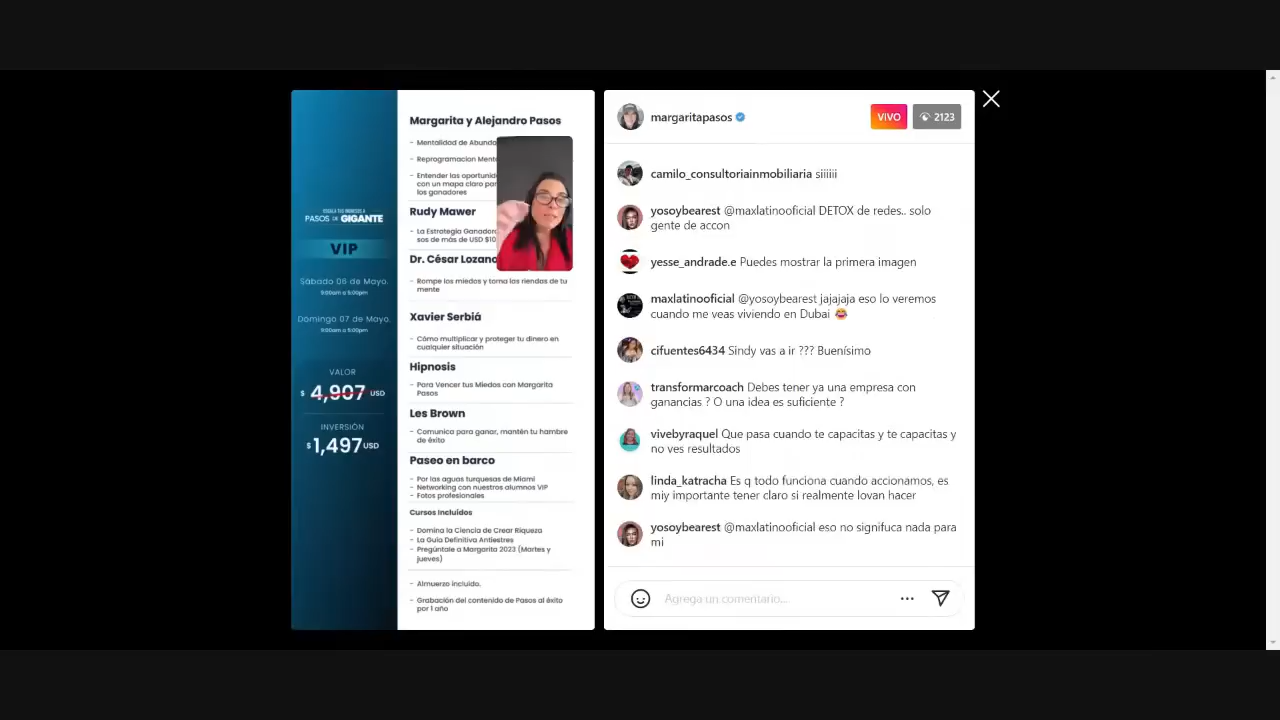 ESCALA TUS INGRESOS A
PASOS DE GIGANTE
VIP
Sábado 06 de Mayo.
9:00am a 5:00pm
Domingo 07 de Mayo.
9:00am a 5:00pm
VALOR
$ 4,907 USD
INVERSIÓN
$ 1,497 USD
Margarita y Alejandro Pasos
- Mentalidad de Abund
- Reprogramacion Ment
- Entender las oportunid
con un mapa claro par
los ganadores
Rudy Mawer
- La Estrategia Ganador
sos de más de USD $10
Dr. César Lozano
- Rompe los miedos y toma las riendas de tu
mente
Xavier Serbiá
- Cómo multiplicar y proteger tu dinero en
cualquier situación
Hipnosis
- Para Vencer tus Miedos con Margarita
Pasos
Les Brown
- Comunica para ganar, mantén tu hambre
de éxito
Paseo en barco
- Por las aguas turquesas de Miami
- Networking con nuestros alumnos VIP
- Fotos profesionales
Cursos Incluidos
- Domina la Ciencia de Crear Riqueza
- La Guía Definitiva Antiestres
- Pregúntale a Margarita 2023 (Martes y
jueves)
- Almuerzo incluido.
- Grabación del contenido de Pasos al éxito
por 1 año
margaritapasos
VIVO
2123
camilo_consultoriainmobiliaria siiiiii
yosoybearest @maxlatinooficial DETOX de redes.. solo
gente de accon
yesse_andrade.e Puedes mostrar la primera imagen
maxlatinooficial @yosoybearest jajajaja eso lo veremos
cuando me veas viviendo en Dubai 😂
cifuentes6434 Sindy vas a ir ??? Buenísimo
transformarcoach Debes tener ya una empresa con
ganancias ? O una idea es suficiente ?
vivebyraquel Que pasa cuando te capacitas y te capacitas y
no ves resultados
linda_katracha Es q todo funciona cuando accionamos, es
miy importante tener claro si realmente lovan hacer
yosoybearest @maxlatinooficial eso no signifuca nada para
mi
Agrega un comentario...